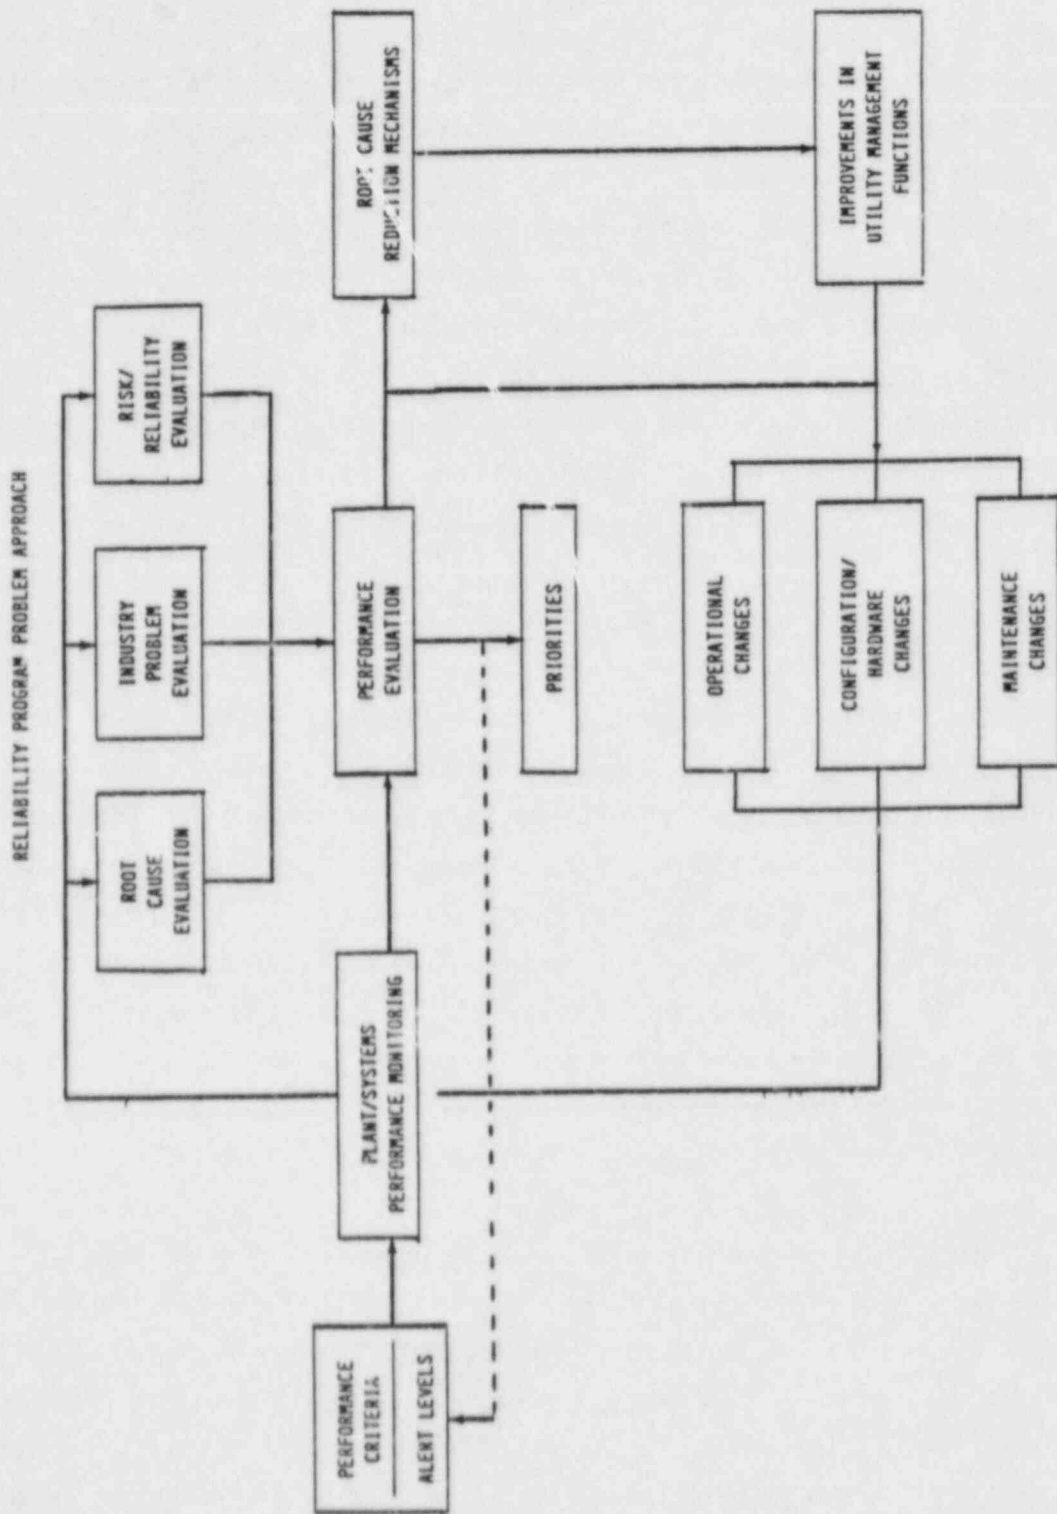 RELIABILITY PROGRAM PROBLEM APPROACH
ROOT
CAUSE
EVALUATION
INDUSTRY
PROBLEM
EVALUATION
RISK/
RELIABILITY
EVALUATION
PERFORMANCE
CRITERIA
ALERT LEVELS
PLANT/SYSTEMS
PERFORMANCE MONITORING
PERFORMANCE
EVALUATION
ROOT CAUSE
REDUCTION MECHANISMS
PRIORITIES
OPERATIONAL
CHANGES
CONFIGURATION/
HARDWARE
CHANGES
MAINTENANCE
CHANGES
IMPROVEMENTS IN
UTILITY MANAGEMENT
FUNCTIONS